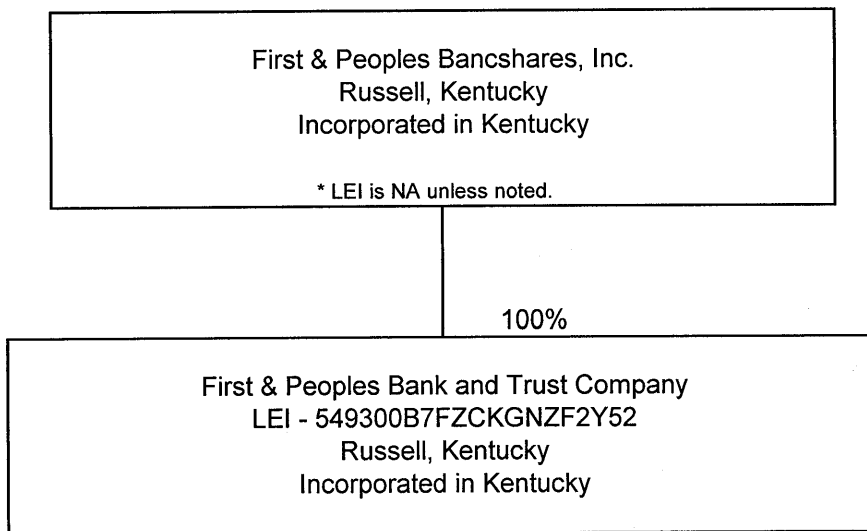 First & Peoples Bancshares, Inc.
Russell, Kentucky
Incorporated in Kentucky
* LEI is NA unless noted.
100%
First & Peoples Bank and Trust Company
LEI - 549300B7FZCKGNZF2Y52
Russell, Kentucky
Incorporated in Kentucky